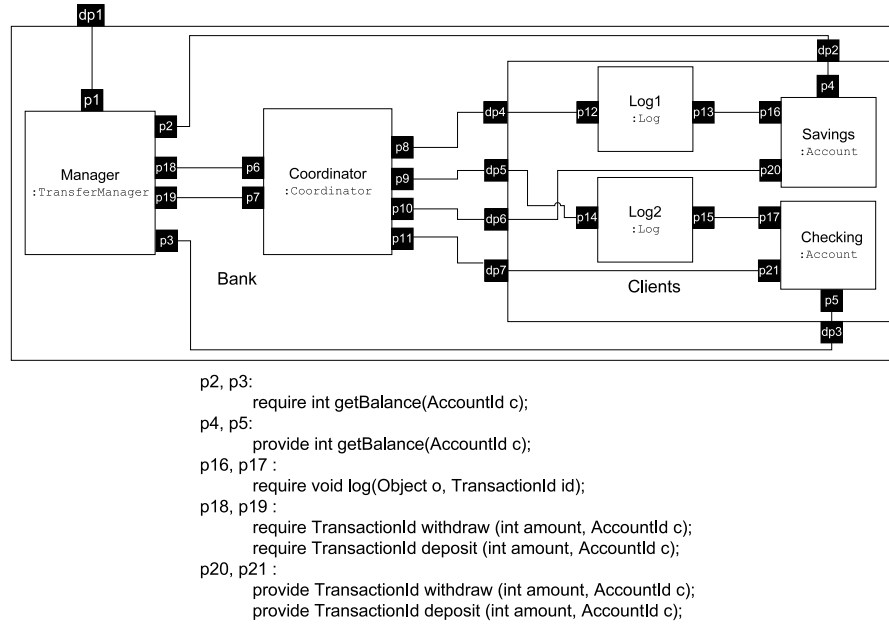 dp1
p1
p2
p18
p19
p3
Manager
:TransferManager
p6
p7
Coordinator
:Coordinator
p8
p9
p10
p11
Bank
dp4
dp5
dp6
dp7
p12
Log1
:Log
p13
p14
Log2
:Log
p15
Clients
dp2
p4
p16
p20
Savings
:Account
p17
p21
Checking
:Account
p5
dp3
p2, p3:
require int getBalance(AccountId c);
p4, p5:
provide int getBalance(AccountId c);
p16, p17 :
require void log(Object o, TransactionId id);
p18, p19 :
require TransactionId withdraw (int amount, AccountId c);
require TransactionId deposit (int amount, AccountId c);
p20, p21 :
provide TransactionId withdraw (int amount, AccountId c);
provide TransactionId deposit (int amount, AccountId c);